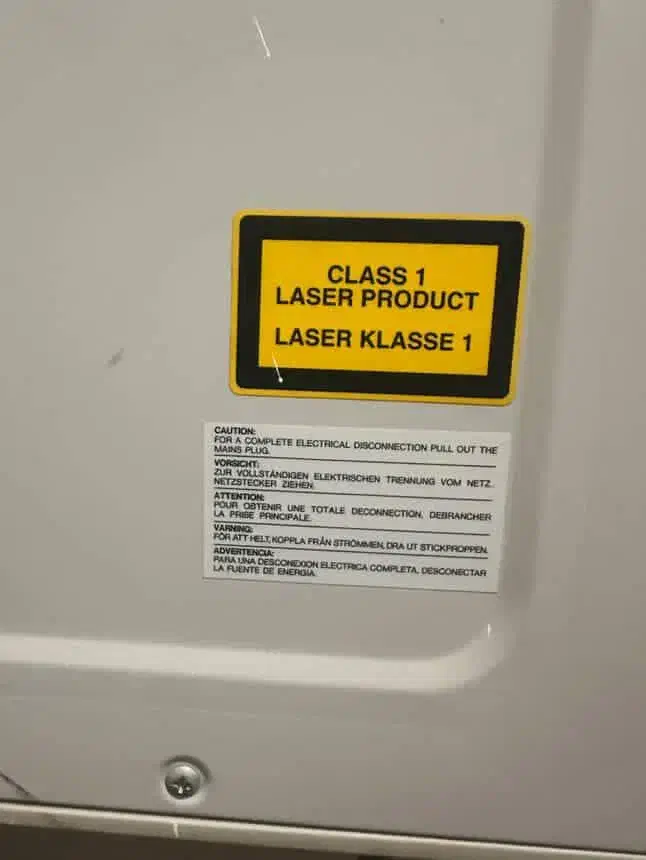 CLASS 1
LASER PRODUCT
LASER KLASSE 1
CAUTION:
FOR A COMPLETE ELECTRICAL DISCONNECTION PULL OUT THE
MAINS PLUG.
VORSICHT:
ZUR VOLLSTÄNDIGEN ELEKTRISCHEN TRENNUNG VOM NETZ,
NETZSTECKER ZIEHEN.
ATTENTION:
POUR OBTENIR UNE TOTALE DECONNECTION, DEBRANCHER
LA PRISE PRINCIPALE.
VARNING:
FÖR ATT HELT, KOPPLA FRÅN STRÖMMEN, DRA UT STICKPROPPEN.
ADVERTENCIA:
PARA UNA DESCONEXION ELECTRICA COMPLETA, DESCONECTAR
LA FUENTE DE ENERGIA.